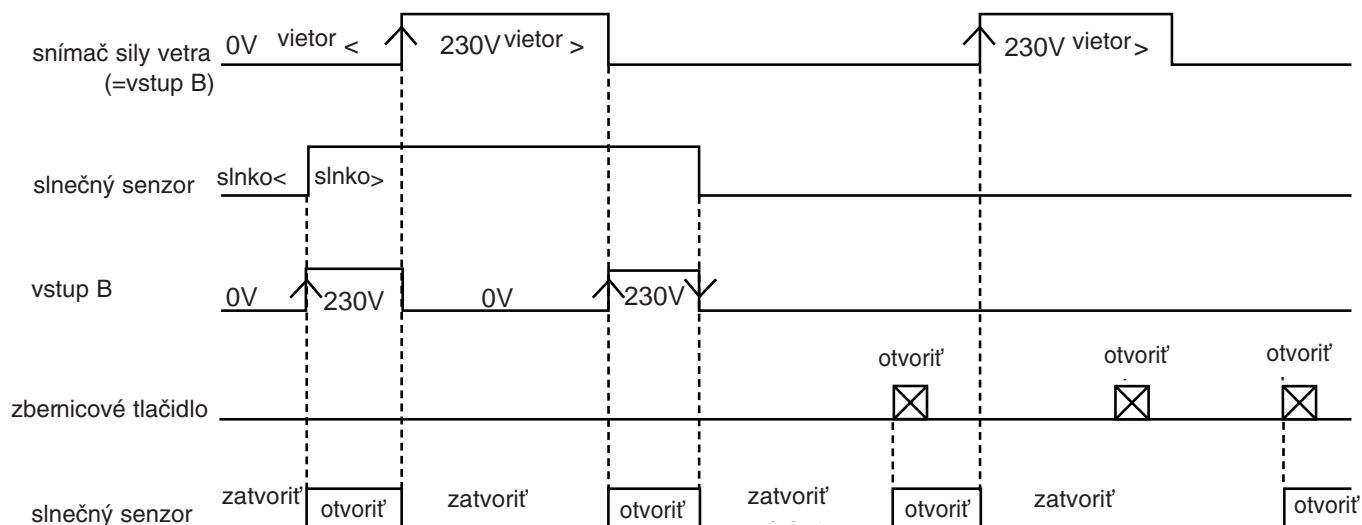 snímač sily vetra
(=vstup B)
0V vietor < 230V vietor > 230V vietor >
slnečný senzor slnko< slnko>
vstup B 0V 230V 0V 230V
otvoriť otvoriť otvoriť
zbernicové tlačidlo
slnečný senzor zatvoriť otvoriť zatvoriť otvoriť zatvoriť otvoriť zatvoriť otvoriť